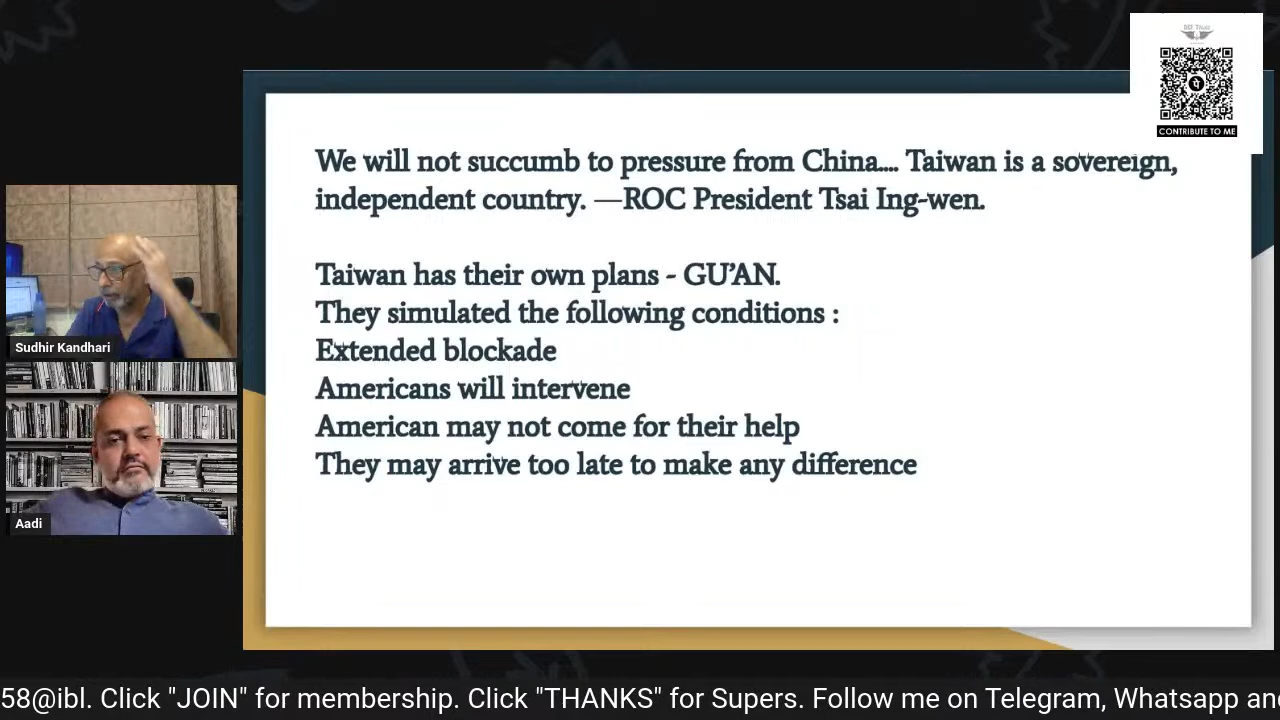 CONTRIBUTE TO ME
We will not succumb to pressure from China.... Taiwan is a sovereign,
independent country. —ROC President Tsai Ing-wen.
Taiwan has their own plans - GU'AN.
They simulated the following conditions :
Extended blockade
Americans will intervene
American may not come for their help
They may arrive too late to make any difference
Sudhir Kandhari
Aadi
58@ibl. Click "JOIN" for membership. Click "THANKS" for Supers. Follow me on Telegram, Whatsapp an